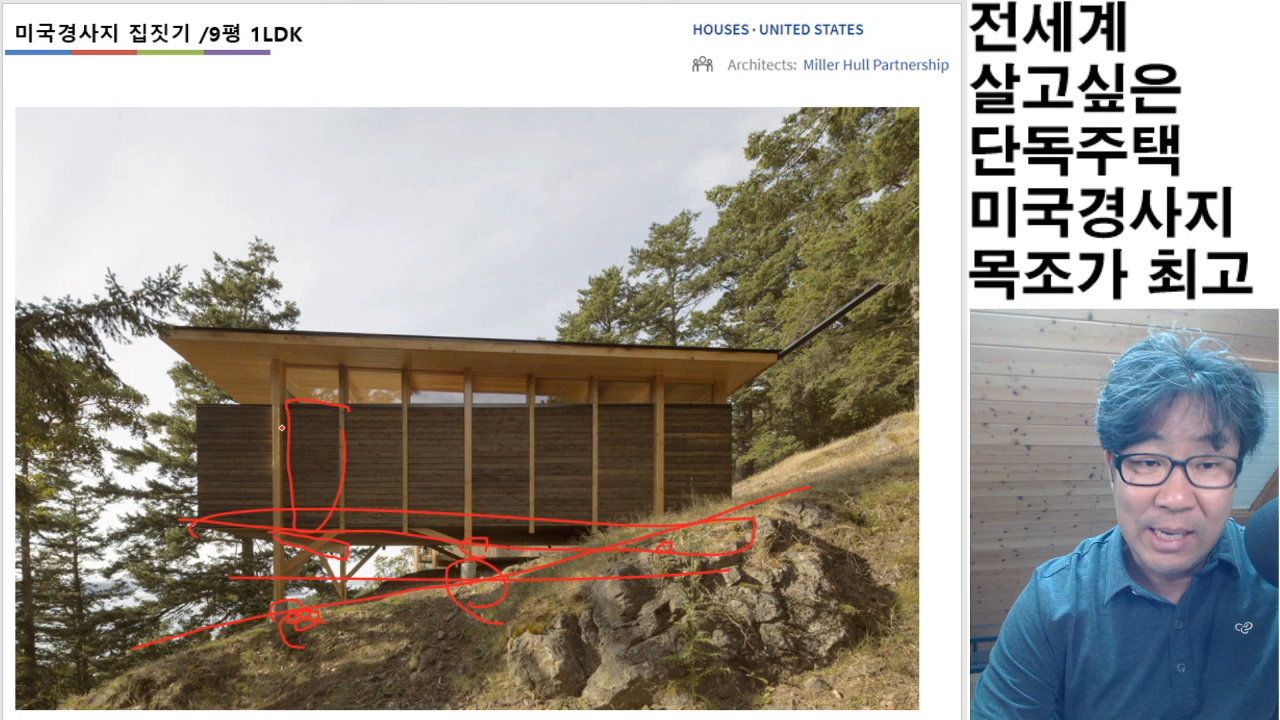 미국경사지 집짓기 /9평 1LDK
HOUSES • UNITED STATES
Architects: Miller Hull Partnership
전세계
살고싶은
단독주택
미국경사지
목조가 최고